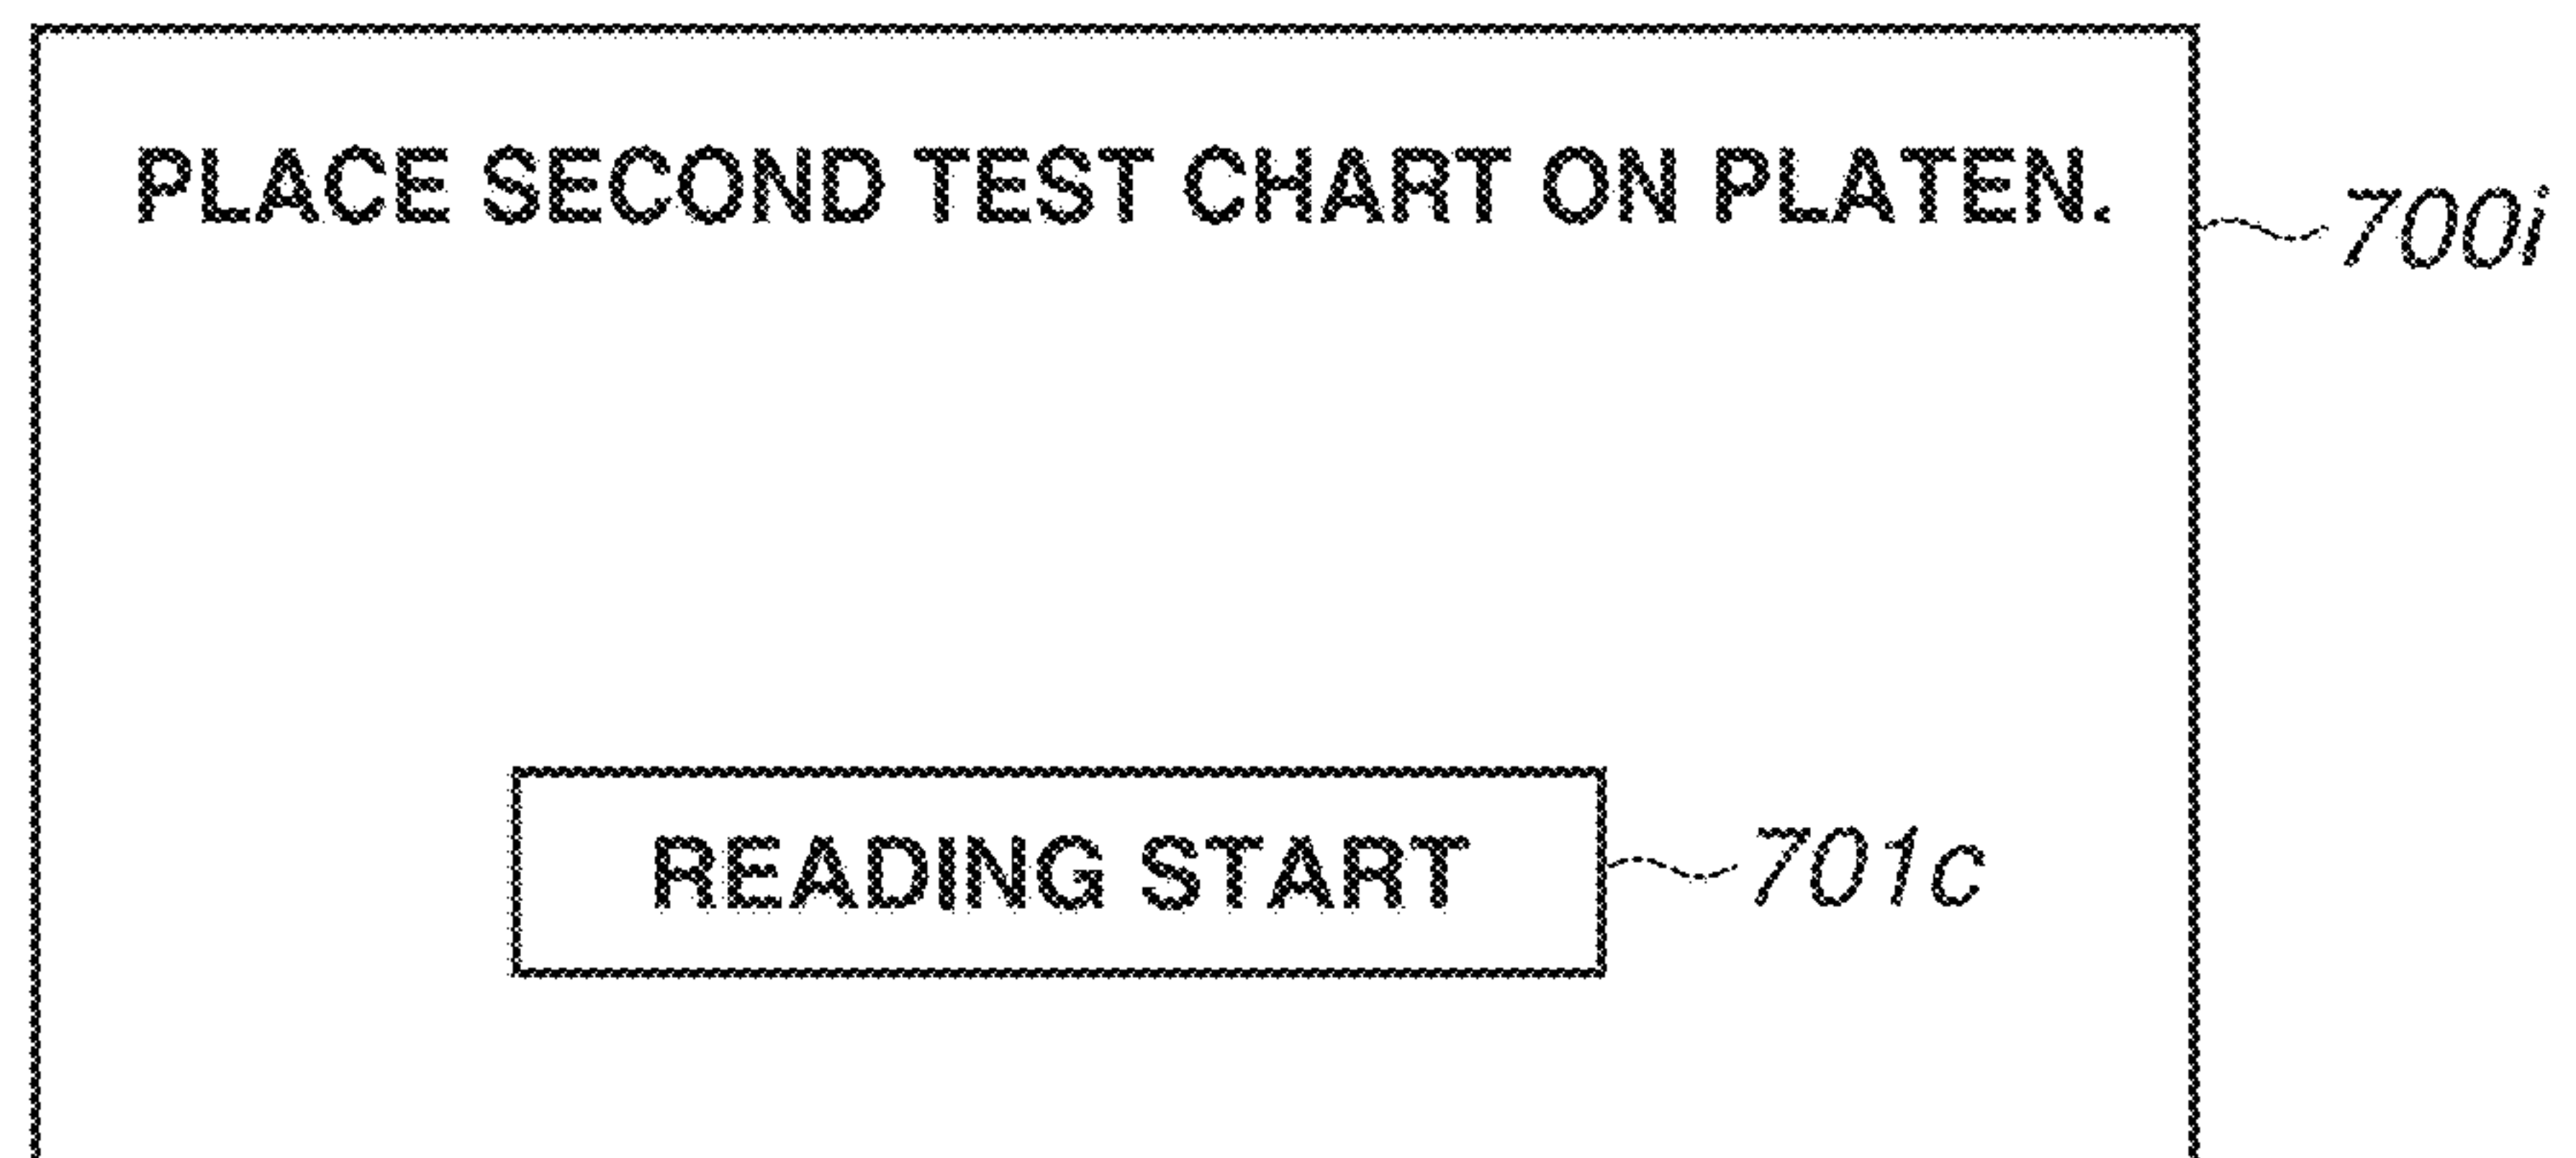 PLACE SECOND TEST CHART ON PLATEN.
700i
READING START
701c